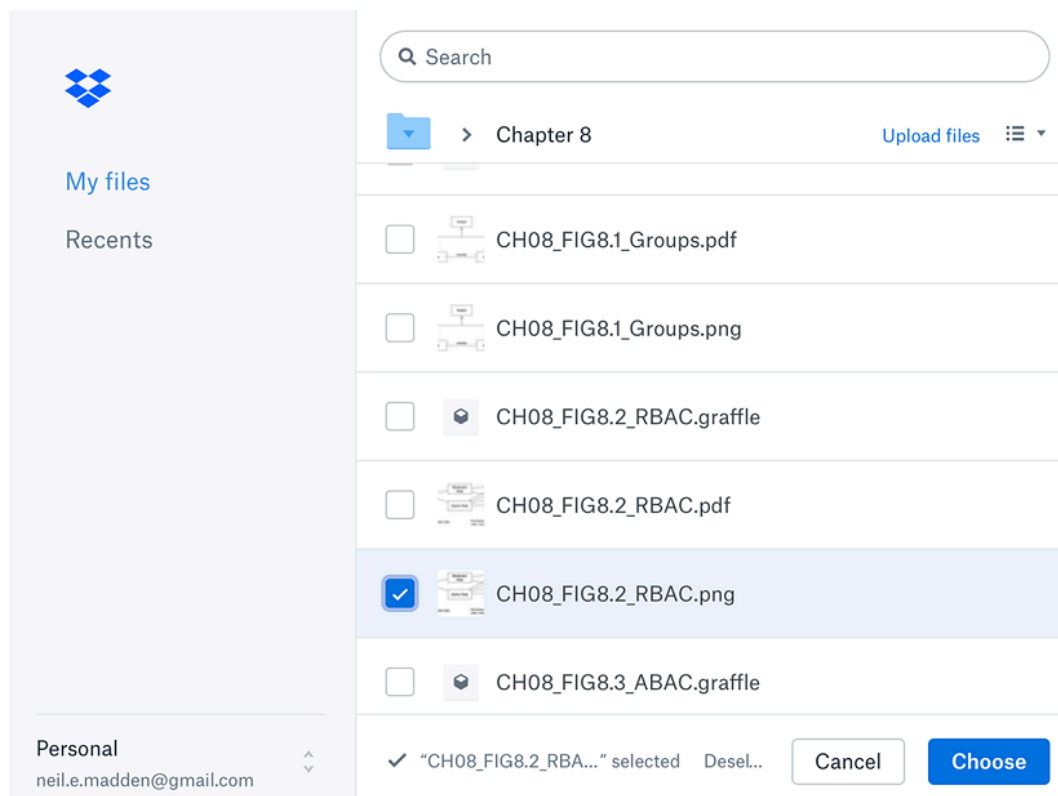 Search
Chapter 8
Upload files
My files
Recents
CH08_FIG8.1_Groups.pdf
CH08_FIG8.1_Groups.png
CH08_FIG8.2_RBAC.graffle
CH08_FIG8.2_RBAC.pdf
CH08_FIG8.2_RBAC.png
CH08_FIG8.3_ABAC.graffle
Personal
neil.e.madden@gmail.com
“CH08_FIG8.2_RBA...” selected
Desel...
Cancel
Choose